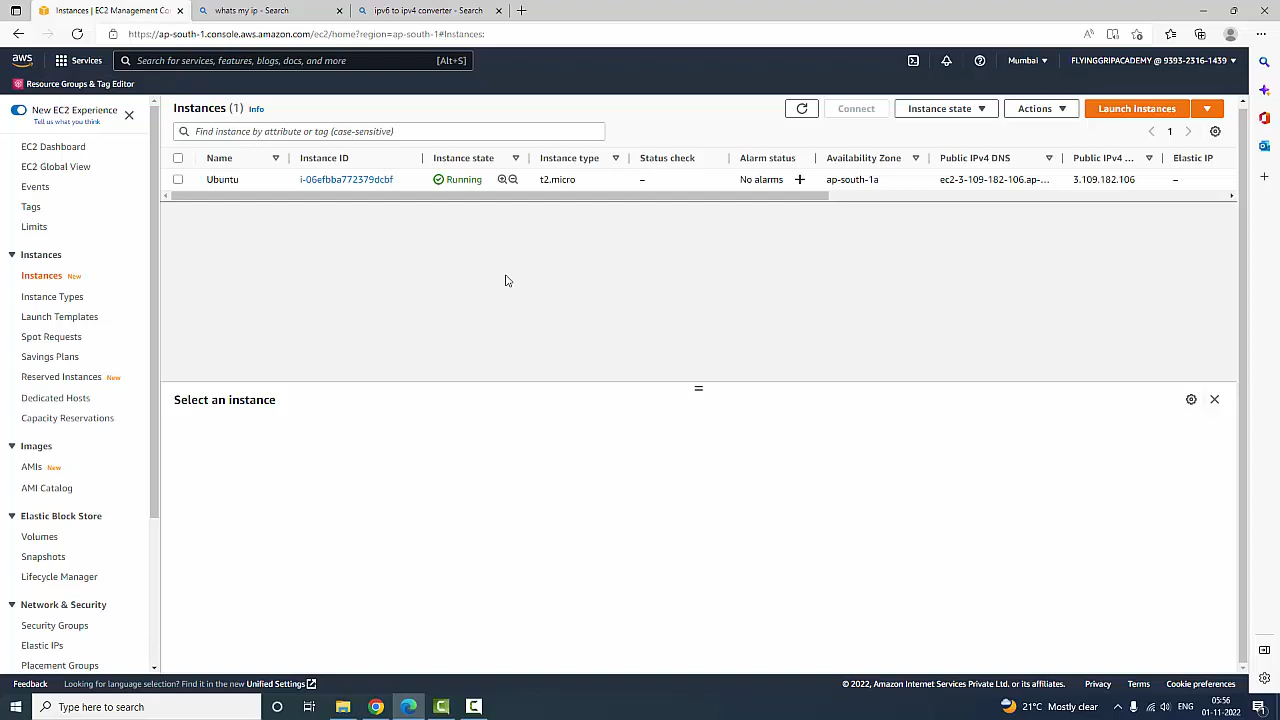 Instances | EC2 Management Co
whats my ip - Search
ipv6 to ipv4 converter - Search
https://ap-south-1.console.aws.amazon.com/ec2/home?region=ap-south-1#Instances:
aws
Services
Search for services, features, blogs, docs, and more
[Alt+S]
Mumbai
FLYINGGRIPACADEMY @ 9393-2316-1439
Resource Groups & Tag Editor
New EC2 Experience
Tell us what you think
EC2 Dashboard
EC2 Global View
Events
Tags
Limits
Instances
Instances New
Instance Types
Launch Templates
Spot Requests
Savings Plans
Reserved Instances New
Dedicated Hosts
Capacity Reservations
Images
AMIs New
AMI Catalog
Elastic Block Store
Volumes
Snapshots
Lifecycle Manager
Network & Security
Security Groups
Elastic IPs
Placement Groups
Instances (1) Info
Connect
Instance state
Actions
Launch instances
Find instance by attribute or tag (case-sensitive)
1
Name Instance ID Instance state Instance type Status check Alarm status Availability Zone Public IPv4 DNS Public IPv4 ... Elastic IP
Ubuntu i-06efbba772379dcbf Running t2.micro – No alarms + ap-south-1a ec2-3-109-182-106.ap-... 3.109.182.106 –
Select an instance
Feedback
Looking for language selection? Find it in the new Unified Settings
© 2022, Amazon Internet Services Private Ltd. or its affiliates.
Privacy
Terms
Cookie preferences
Type here to search
21°C Mostly clear
ENG
05:56
01-11-2022